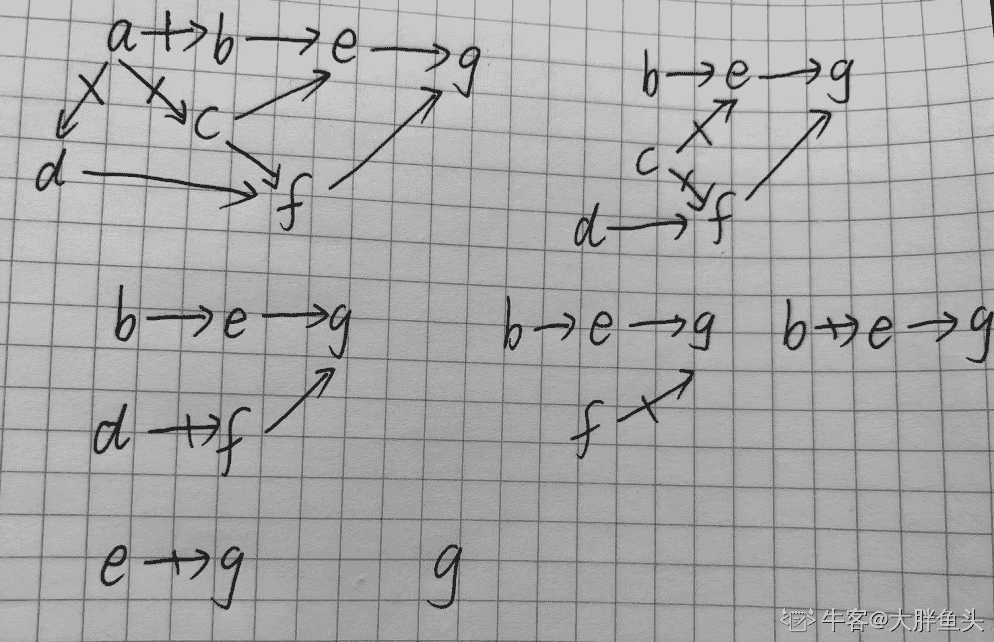 a → b → e → g
c
d
f
b → e → g
c
d → f
b → e → g
d → f
b → e → g
f
b → e → g
e → g
g
牛客@大胖鱼头